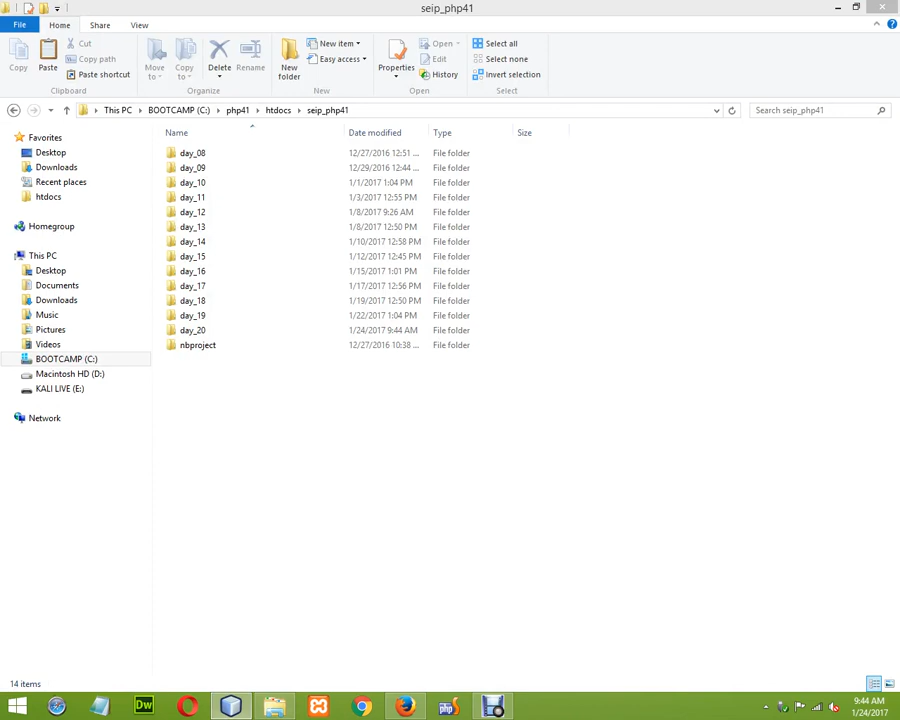 seip_php41
File
Home
Share
View
Copy
Paste
Cut
Copy path
Paste shortcut
Clipboard
Move to
Copy to
Delete
Rename
Organize
New folder
New item
Easy access
New
Properties
Open
Edit
History
Open
Select all
Select none
Invert selection
Select
This PC
BOOTCAMP (C:)
php41
htdocs
seip_php41
Search seip_php41
Name
Date modified
Type
Size
Favorites
Desktop
Downloads
Recent places
htdocs
Homegroup
This PC
Desktop
Documents
Downloads
Music
Pictures
Videos
BOOTCAMP (C:)
Macintosh HD (D:)
KALI LIVE (E:)
Network
day_08 12/27/2016 12:51 ... File folder
day_09 12/29/2016 12:44 ... File folder
day_10 1/1/2017 1:04 PM File folder
day_11 1/3/2017 12:55 PM File folder
day_12 1/8/2017 9:26 AM File folder
day_13 1/8/2017 12:50 PM File folder
day_14 1/10/2017 12:58 PM File folder
day_15 1/12/2017 12:45 PM File folder
day_16 1/15/2017 1:01 PM File folder
day_17 1/17/2017 12:56 PM File folder
day_18 1/19/2017 12:50 PM File folder
day_19 1/22/2017 1:04 PM File folder
day_20 1/24/2017 9:44 AM File folder
nbproject 12/27/2016 10:38 ... File folder
14 items
Dw
php
9:44 AM
1/24/2017